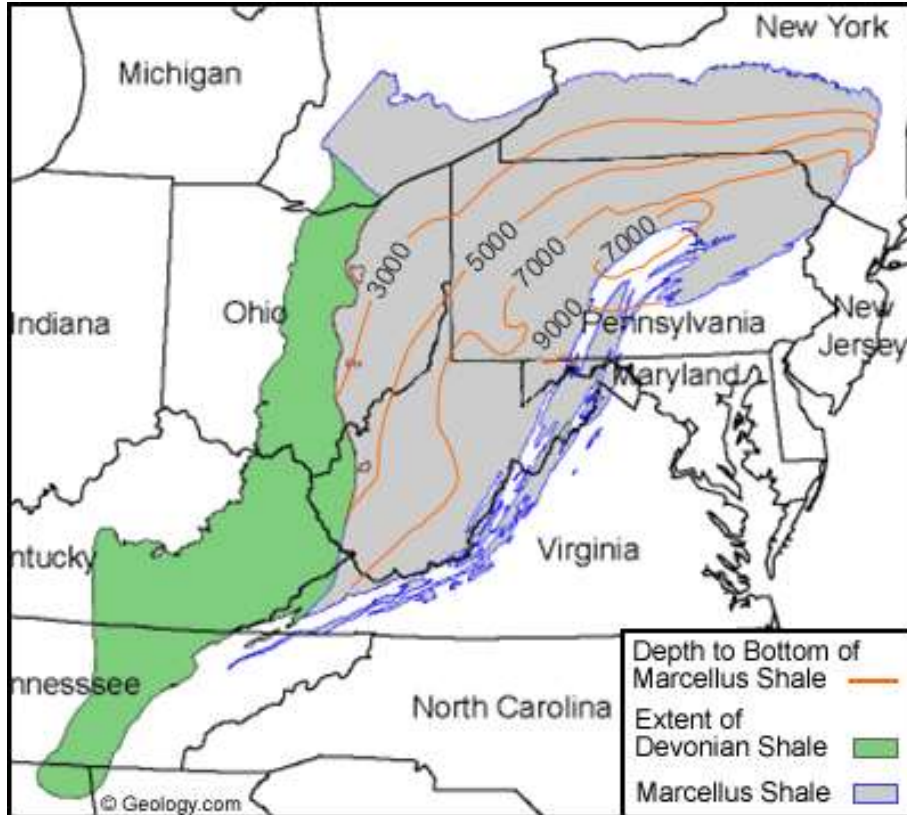 New York
Michigan
3000
5000
7000
7000
9000
Ohio
Indiana
Pennsylvania
New
Jersey
Maryland
Virginia
ntucky
nnesssee
North Carolina
Depth to Bottom of
Marcellus Shale
Extent of
Devonian Shale
Marcellus Shale
© Geology.com